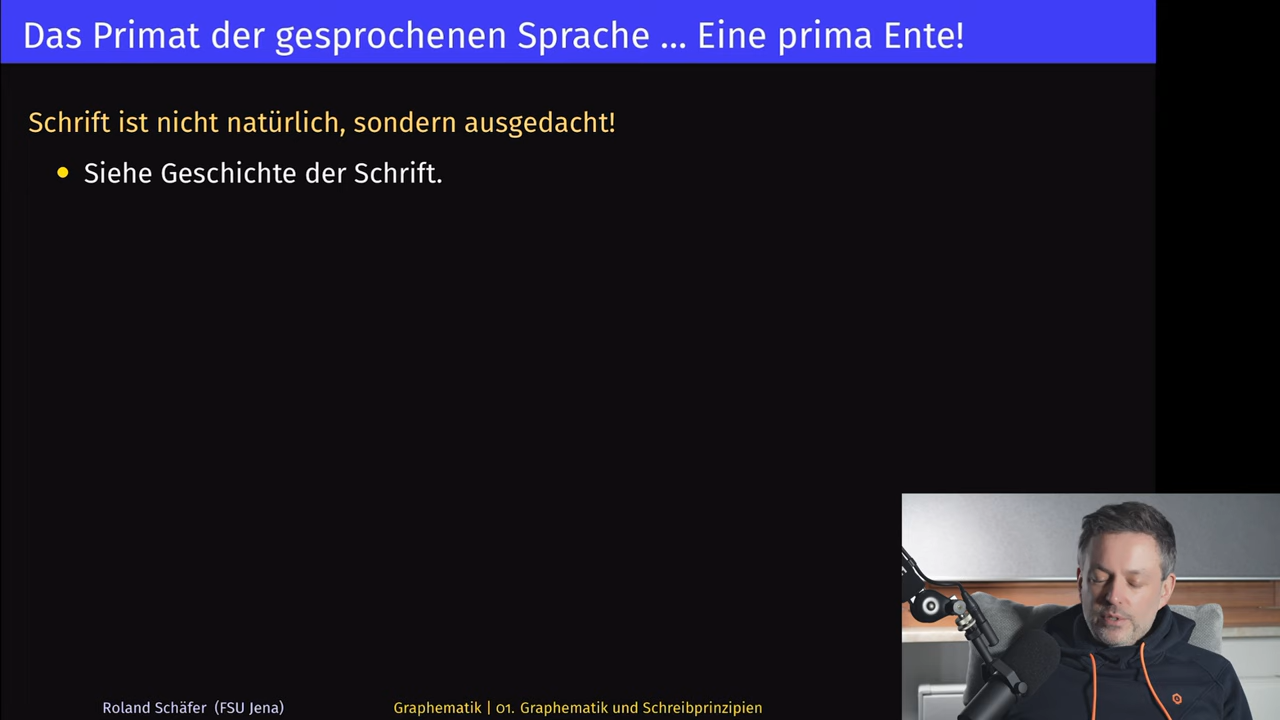 Das Primat der gesprochenen Sprache ... Eine prima Ente!
Schrift ist nicht natürlich, sondern ausgedacht!
• Siehe Geschichte der Schrift.
Roland Schäfer (FSU Jena)
Graphematik | 01. Graphematik und Schreibprinzipien